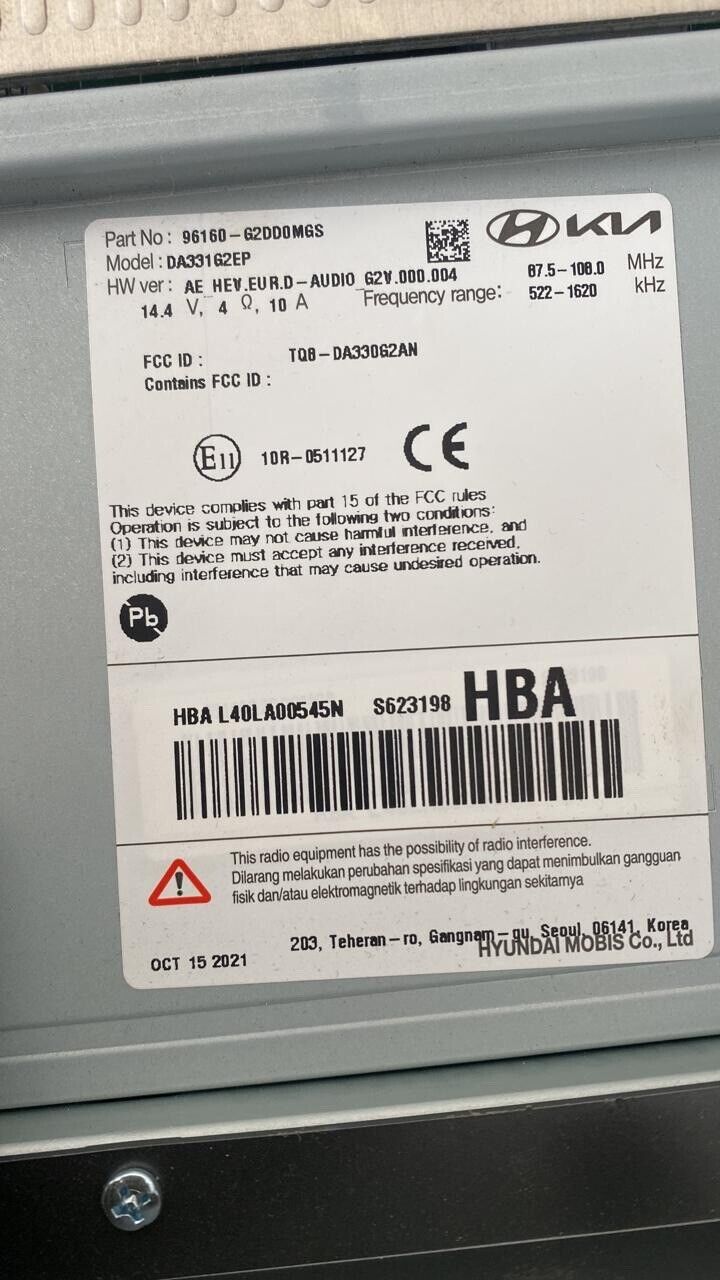 Part No : 96160-G2DD0MGS
KIA
Model : DA331G2EP
HW ver : AE_HEV.EUR.D-AUDIO_G2V.000.004
87.5-108.0 MHz
14.4 V, 4 Ω, 10 A Frequency range: 522-1620 kHz
FCC ID : TQ8-DA330G2AN
Contains FCC ID :
E11 10R-0511127 CE
This device complies with part 15 of the FCC rules
Operation is subject to the following two conditions:
(1) This device may not cause harmful interference, and
(2) This device must accept any interference received,
including interference that may cause undesired operation.
Pb
HBA L40LA00545N S623198 HBA
This radio equipment has the possibility of radio interference.
Dilarang melakukan perubahan spesifikasi yang dapat menimbulkan gangguan
fisik dan/atau elektromagnetik terhadap lingkungan sekitarnya
203, Teheran-ro, Gangnam-gu, Seoul, 06141, Korea
HYUNDAI MOBIS Co., Ltd
OCT 15 2021